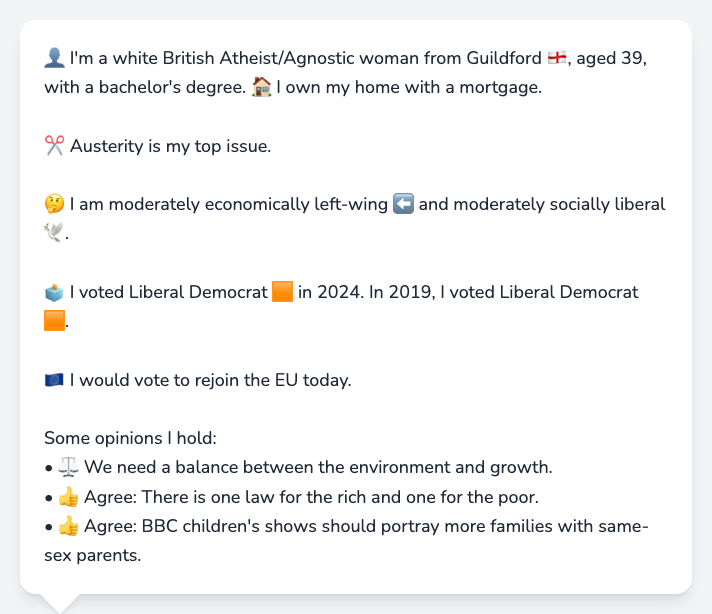 👤 I'm a white British Atheist/Agnostic woman from Guildford 🏴󠁧󠁢󠁥󠁮󠁧󠁿, aged 39,
with a bachelor's degree. 🏠 I own my home with a mortgage.
✂️ Austerity is my top issue.
🤔 I am moderately economically left-wing ⬅️ and moderately socially liberal
🕊️.
🗳️ I voted Liberal Democrat 🟧 in 2024. In 2019, I voted Liberal Democrat
🟧.
🇪🇺 I would vote to rejoin the EU today.
Some opinions I hold:
• ⚖️ We need a balance between the environment and growth.
• 👍 Agree: There is one law for the rich and one for the poor.
• 👍 Agree: BBC children's shows should portray more families with same-
sex parents.